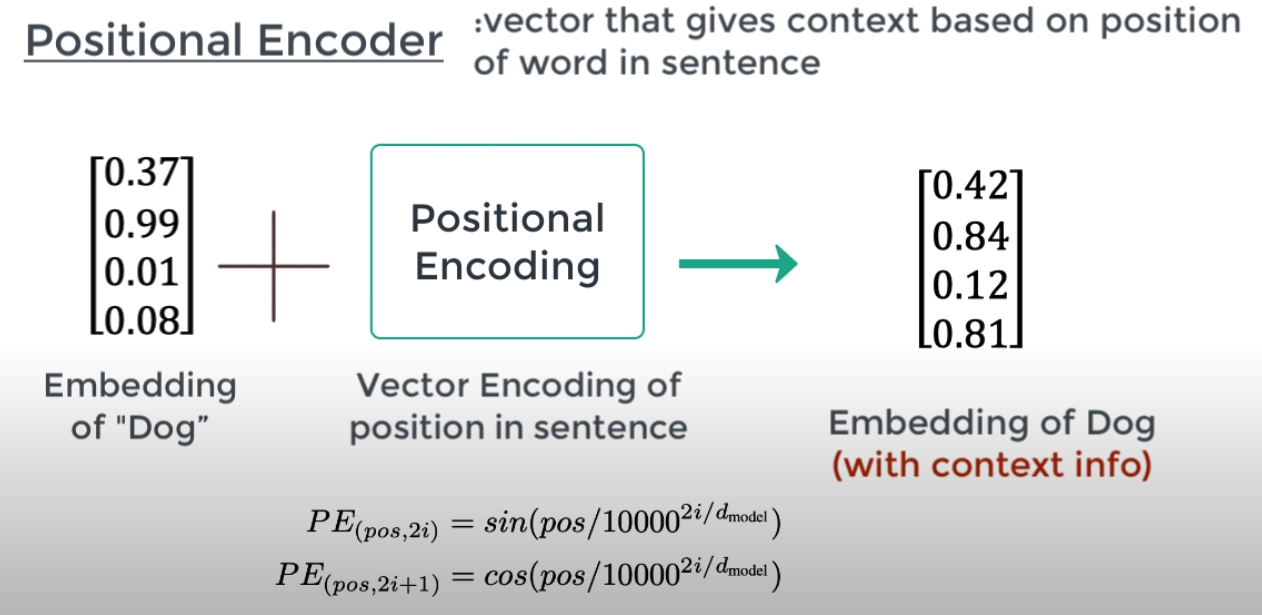 Positional Encoder
:vector that gives context based on position
of word in sentence
[0.37]
[0.99]
[0.01]
[0.08]
+
Positional
Encoding
→
[0.42]
[0.84]
[0.12]
[0.81]
Embedding
of "Dog”
Vector Encoding of
position in sentence
Embedding of Dog
(with context info)
PE(pos,2i) = sin(pos/10000^2i/dmodel)
PE(pos,2i+1) = cos(pos/10000^2i/dmodel)